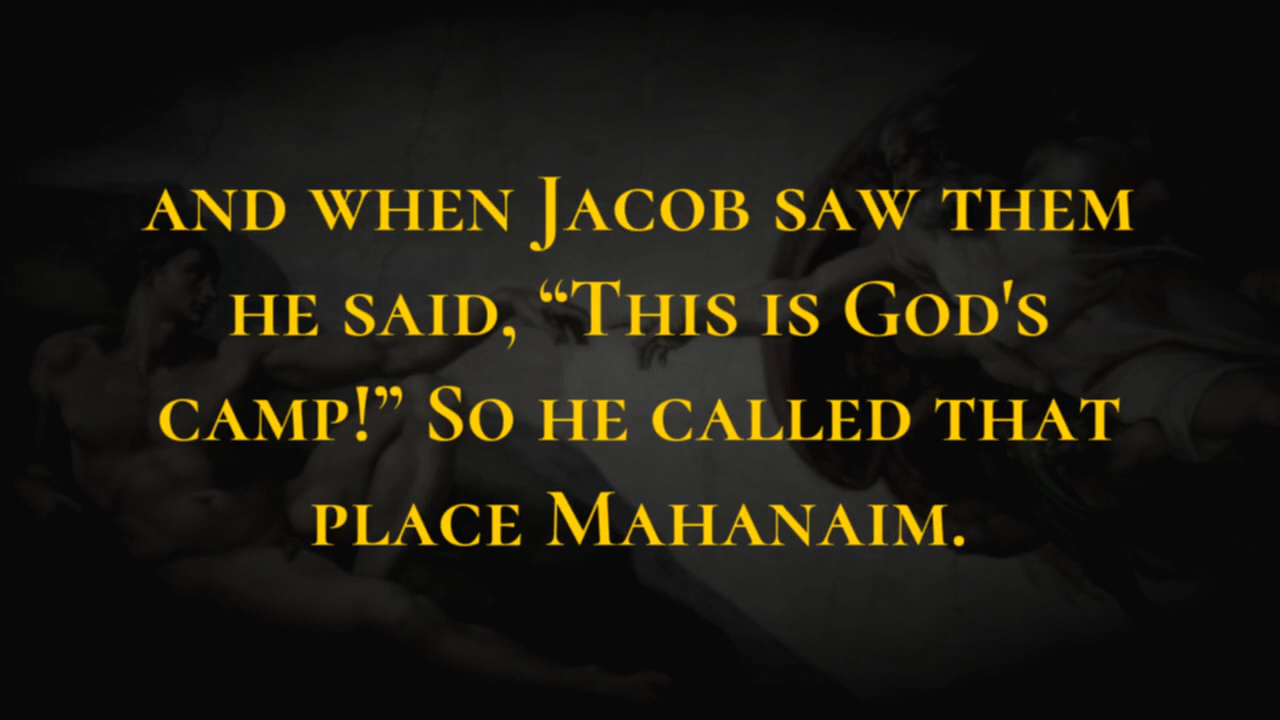 and when Jacob saw them
he said, “This is God's
camp!” So he called that
place Mahanaim.